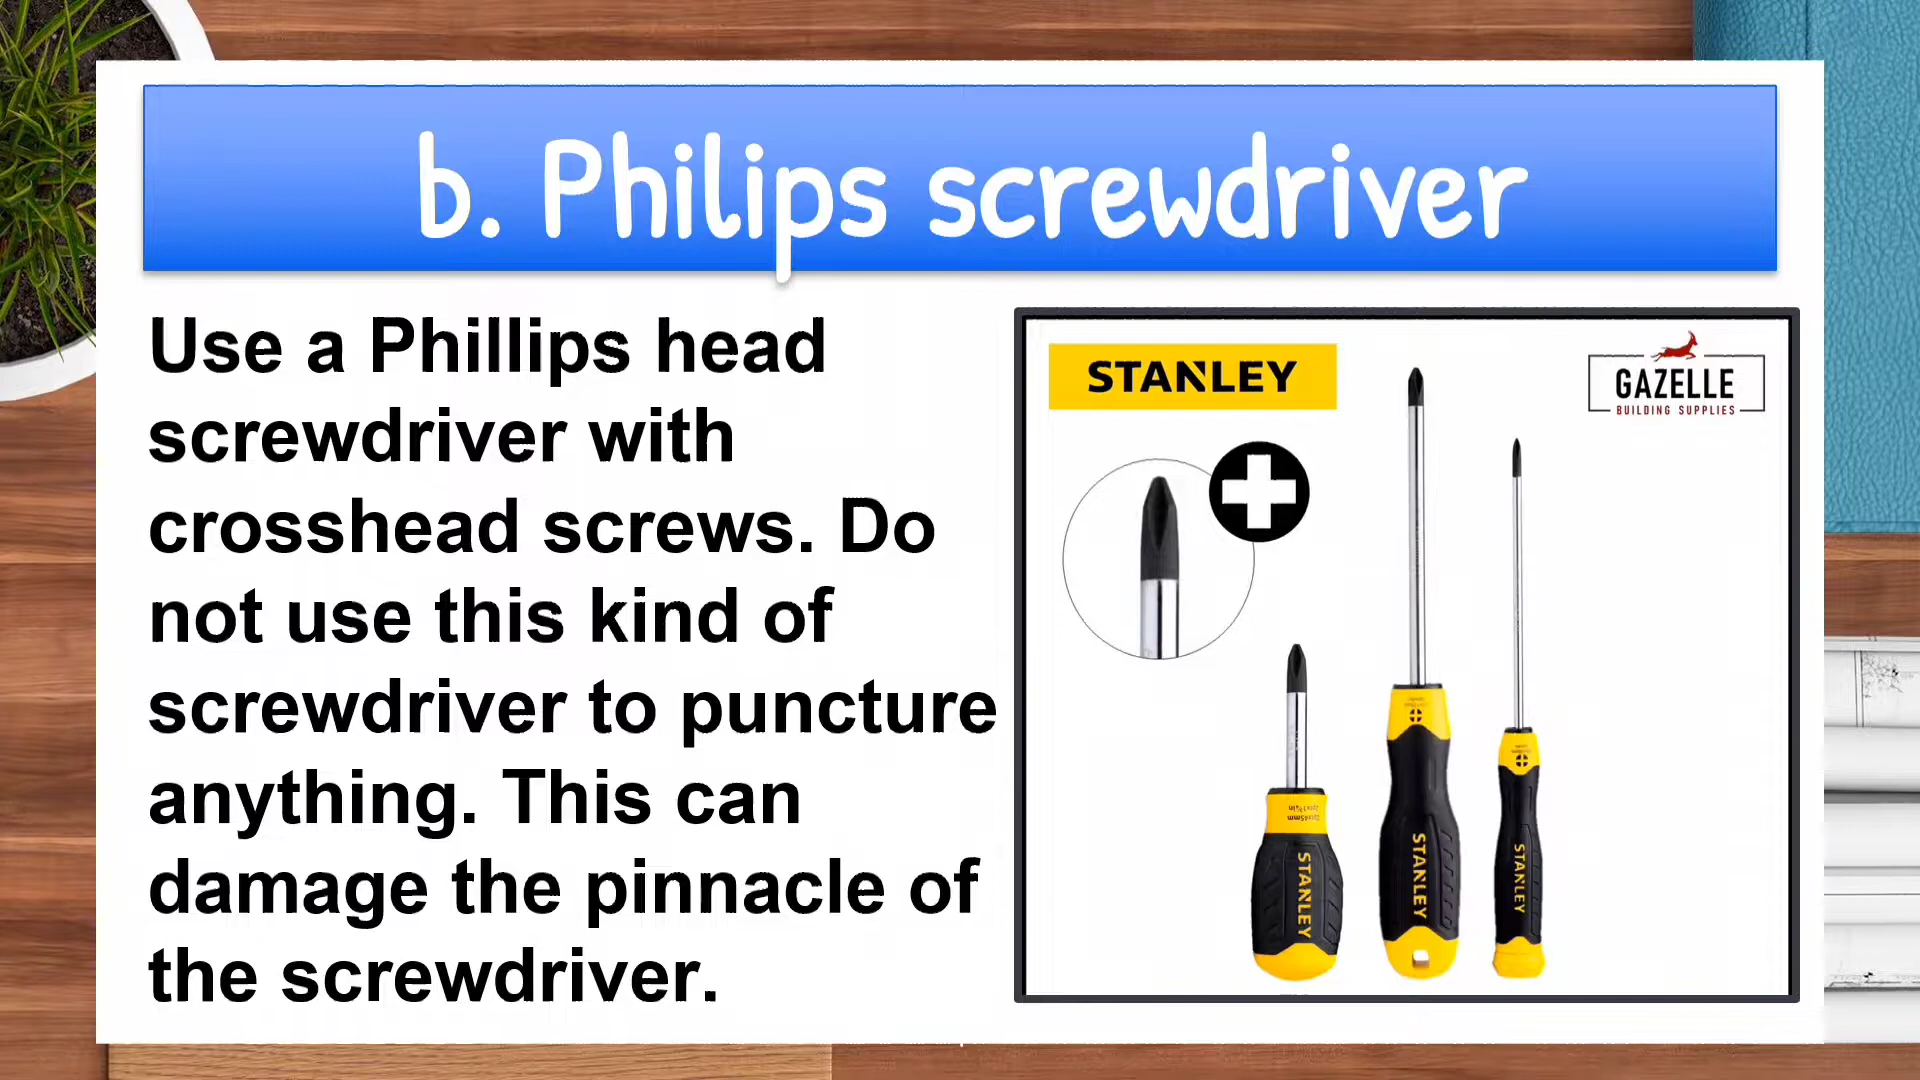 b. Philips screwdriver
Use a Phillips head
screwdriver with
crosshead screws. Do
not use this kind of
screwdriver to puncture
anything. This can
damage the pinnacle of
the screwdriver.
STANLEY
GAZELLE
BUILDING SUPPLIES
STANLEY
STANLEY
STANLEY